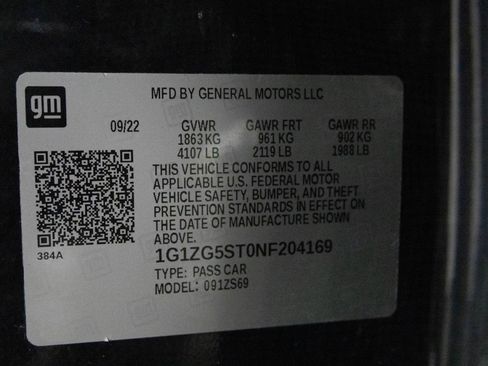 gm
MFD BY GENERAL MOTORS LLC
09/22 GVWR GAWR FRT GAWR RR
1863 KG 961 KG 902 KG
4107 LB 2119 LB 1988 LB
THIS VEHICLE CONFORMS TO ALL
APPLICABLE U.S. FEDERAL MOTOR
VEHICLE SAFETY, BUMPER, AND THEFT
PREVENTION STANDARDS IN EFFECT ON
THE DATE OF MANUFACTURE SHOWN
ABOVE.
384A
1G1ZG5ST0NF204169
TYPE: PASS CAR
MODEL: 091ZS69